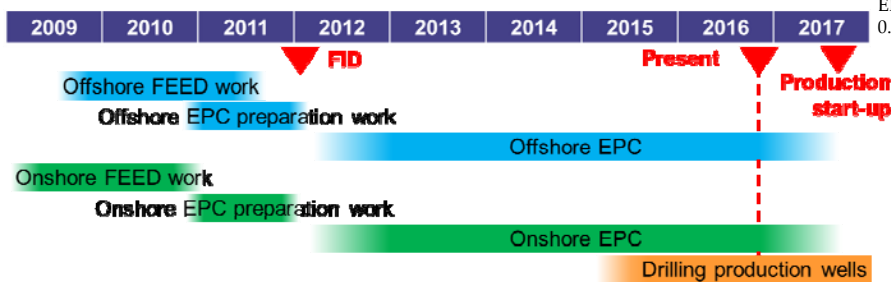 2009 2010 2011 2012 2013 2014 2015 2016 2017
FID
Present
Production
start-up
Offshore FEED work
Offshore EPC preparation work
Offshore EPC
Onshore FEED work
Onshore EPC preparation work
Onshore EPC
Drilling production wells
0.